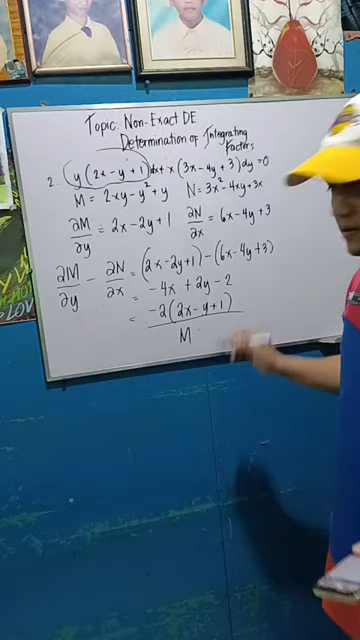 Topic: Non-Exact DE
Determination of Integrating
Factors
2. y(2x - y + 1)dx + x(3x - 4y + 3)dy = 0
M = 2xy - y² + y N = 3x² - 4xy + 3x
∂M/∂y = 2x - 2y + 1 ∂N/∂x = 6x - 4y + 3
∂M/∂y - ∂N/∂x = (2x - 2y + 1) - (6x - 4y + 3)
= -4x + 2y - 2
= -2(2x - y + 1)
M